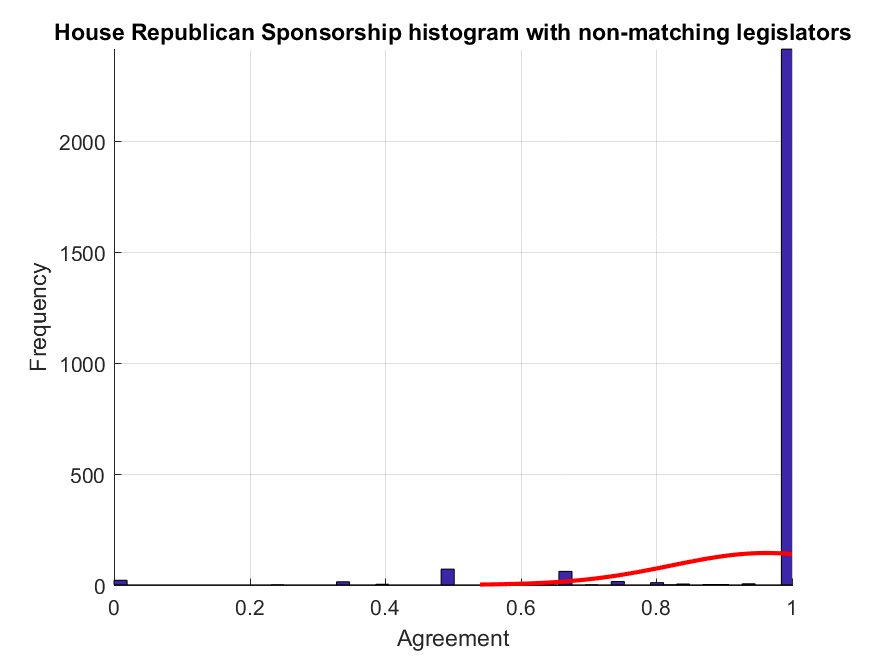 House Republican Sponsorship histogram with non-matching legislators
Frequency
2000
1500
1000
500
0
0 0.2 0.4 0.6 0.8 1
Agreement